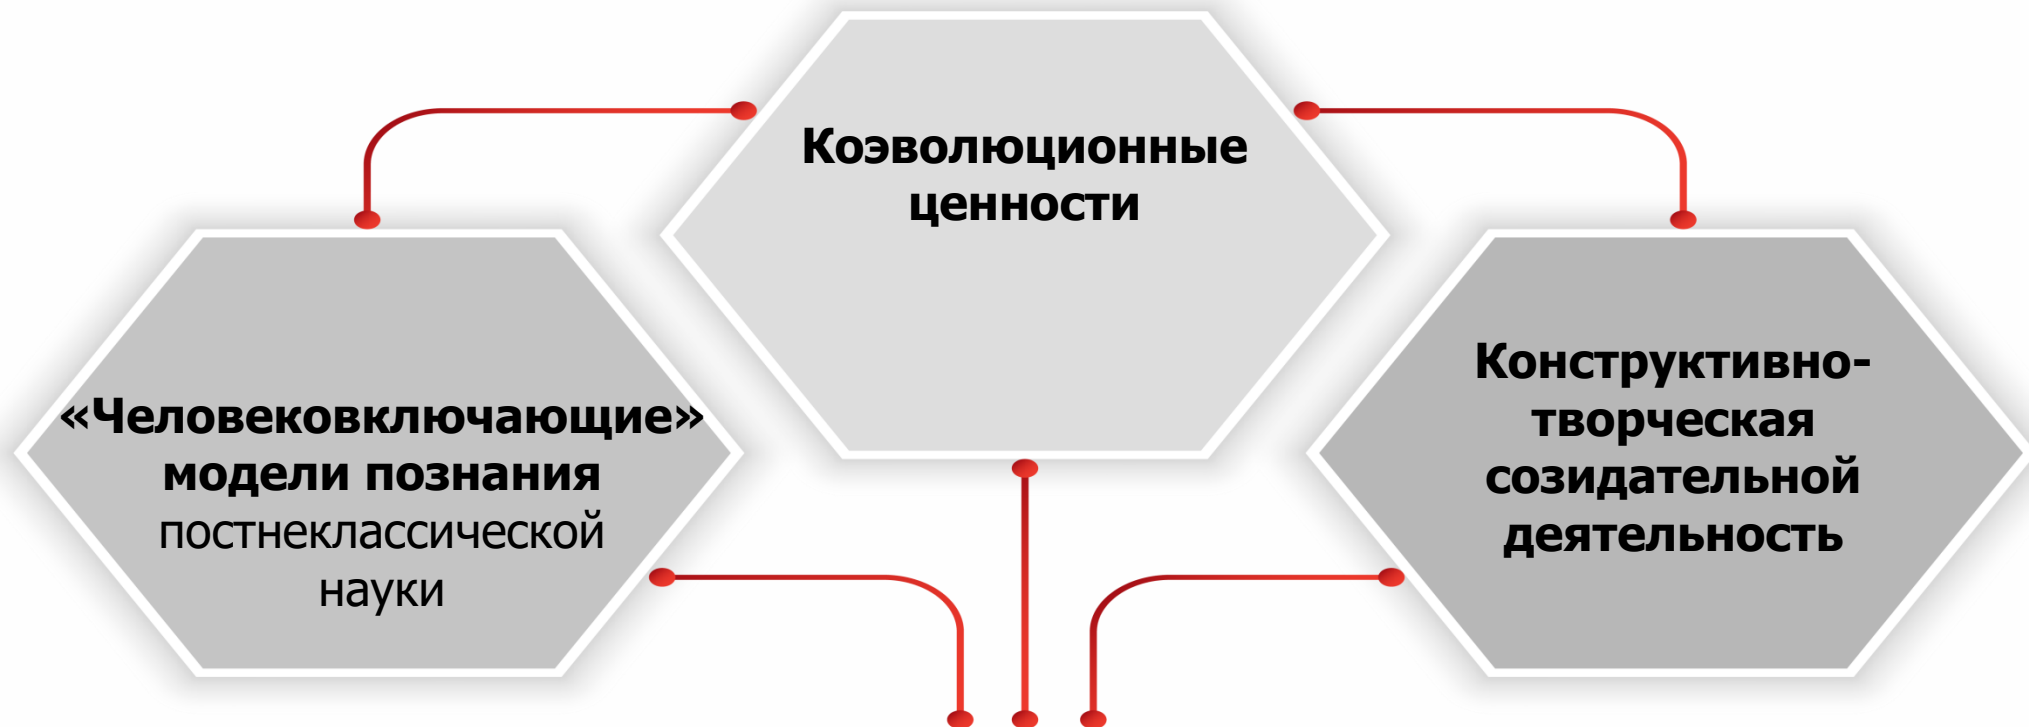 Коэволюционные
ценности
«Человековключающие»
модели познания
постнеклассической
науки
Конструктивно-
творческая
созидательной
деятельность